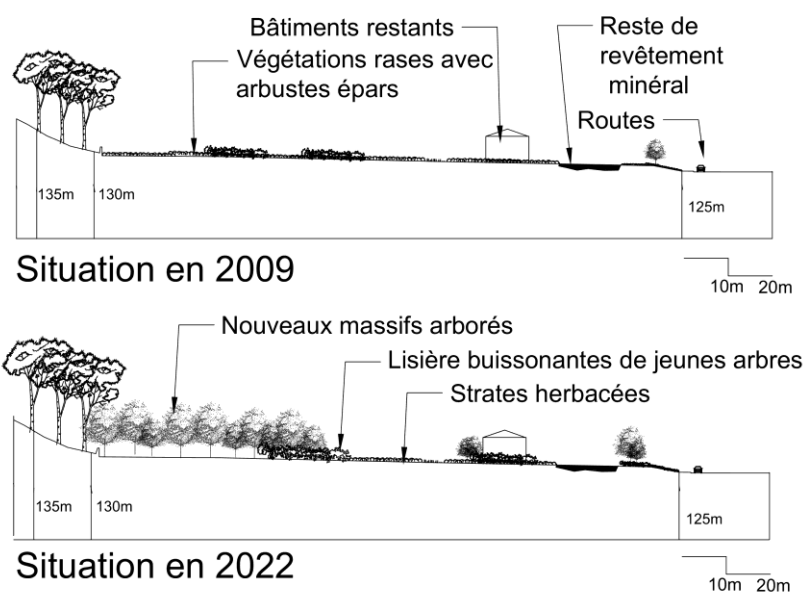 Bâtiments restants
Végétations rases avec
arbustes épars
Reste de
revêtement
minéral
Routes
135m
130m
125m
Situation en 2009
10m 20m
Nouveaux massifs arborés
Lisière buissonantes de jeunes arbres
Strates herbacées
135m
130m
125m
Situation en 2022
10m 20m